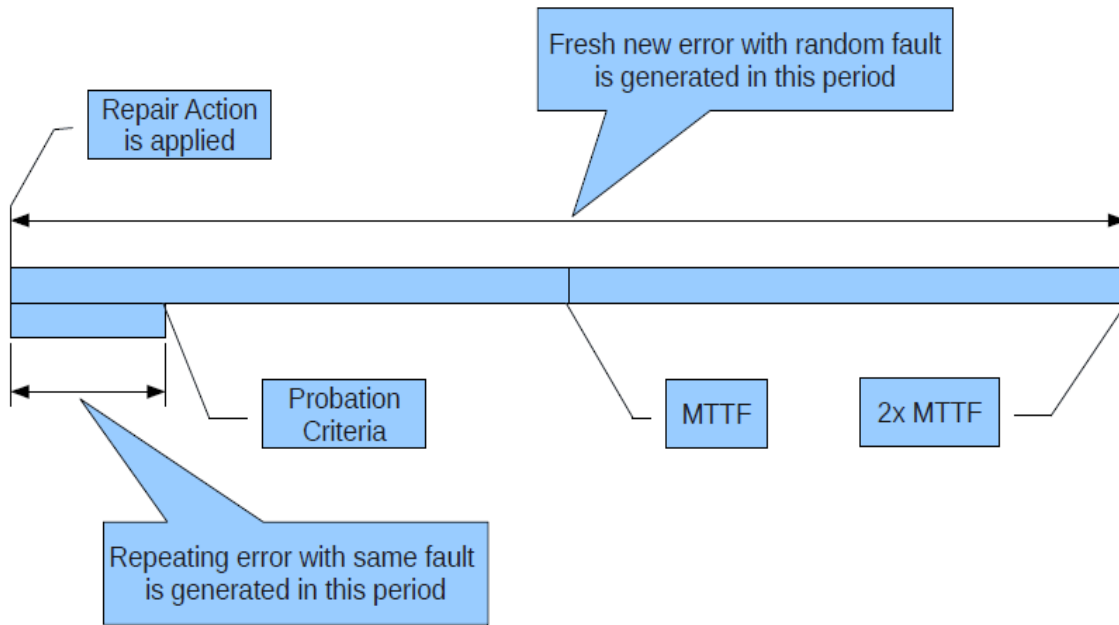 Fresh new error with random fault
is generated in this period
Repair Action
is applied
Probation
Criteria
MTTF
2x MTTF
Repeating error with same fault
is generated in this period